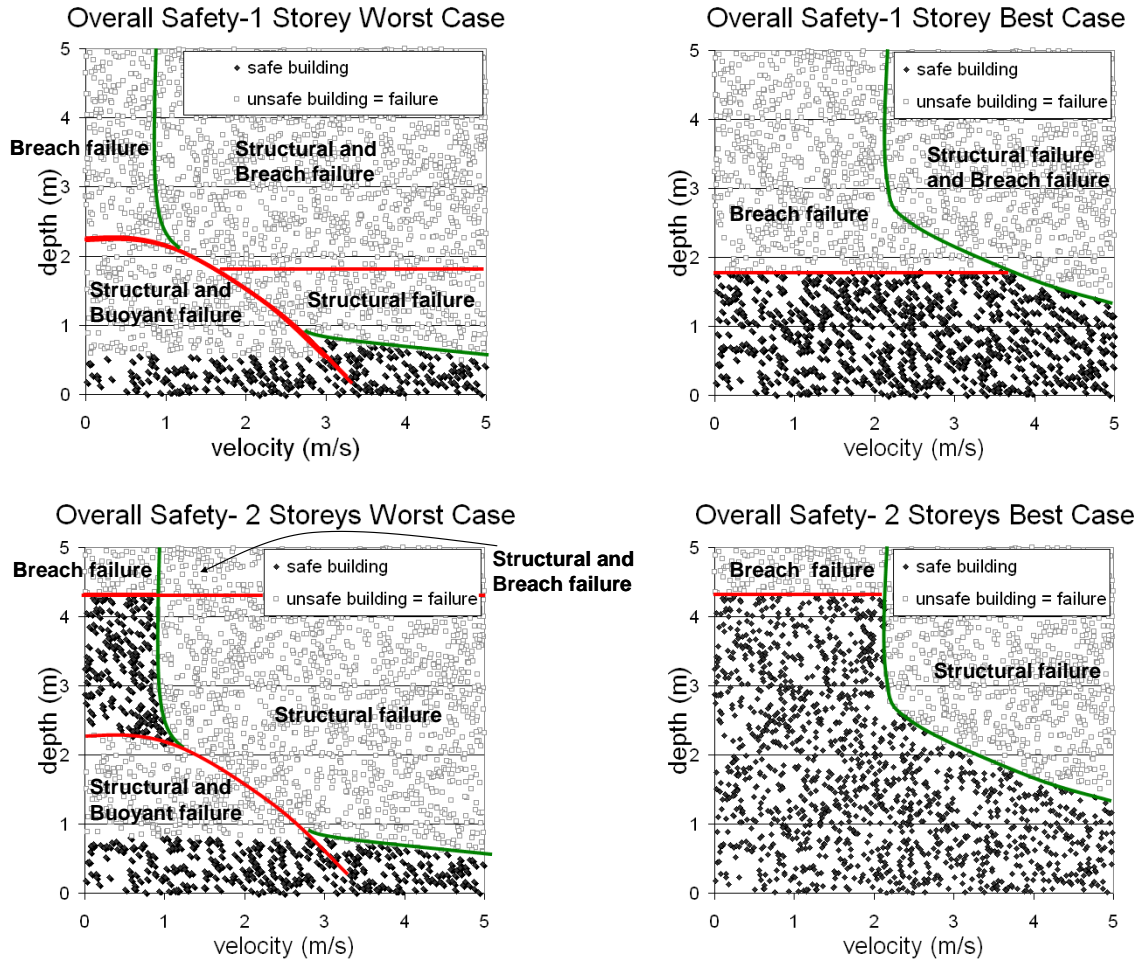 Overall Safety-1 Storey Worst Case
5
4
3
2
1
0
depth (m)
safe building
unsafe building = failure
Breach failure
Structural and
Breach failure
Structural and
Buoyant failure
Structural failure
0 1 2 3 4 5
velocity (m/s)
Overall Safety-1 Storey Best Case
5
4
3
2
1
0
depth (m)
safe building
unsafe building = failure
Structural failure
and Breach failure
Breach failure
0 1 2 3 4 5
velocity (m/s)
Overall Safety- 2 Storeys Worst Case
5
4
3
2
1
0
depth (m)
Breach failure
safe building
unsafe building = failure
Structural and
Breach failure
Structural failure
Structural and
Buoyant failure
0 1 2 3 4 5
velocity (m/s)
Overall Safety- 2 Storeys Best Case
5
4
3
2
1
0
depth (m)
Breach failure
safe building
unsafe building = failure
Structural failure
0 1 2 3 4 5
velocity (m/s)